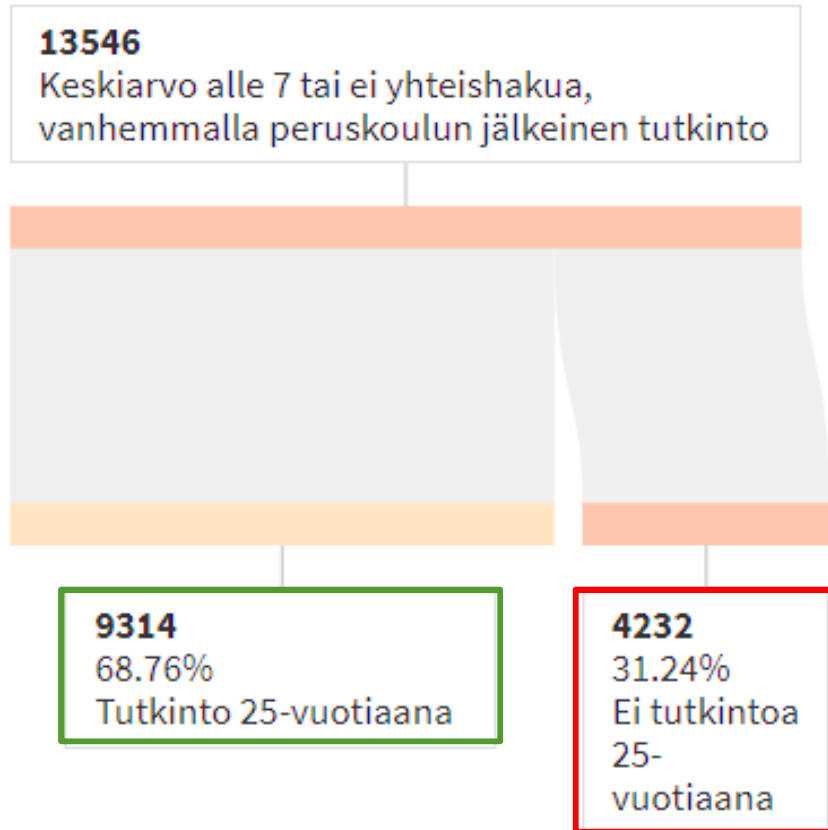 13546
Keskiarvo alle 7 tai ei yhteishakua,
vanhemmalla peruskoulun jälkeinen tutkinto
9314
68.76%
Tutkinto 25-vuotiaana
4232
31.24%
Ei tutkintoa
25-
vuotiaana